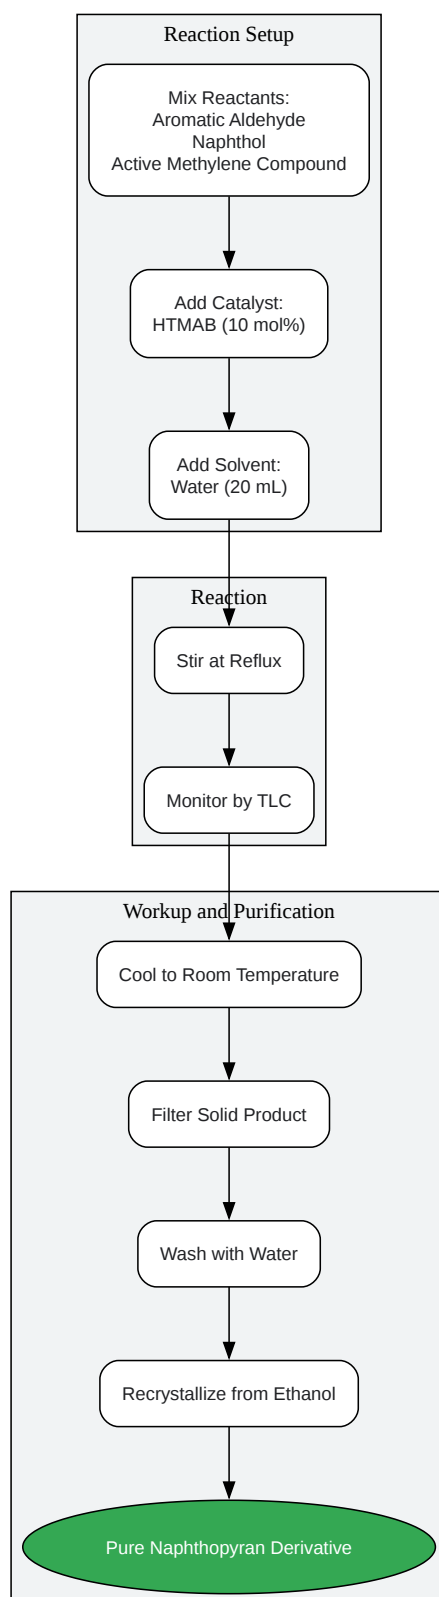 Reaction Setup
Mix Reactants:
Aromatic Aldehyde
Naphthol
Active Methylene Compound
Add Catalyst:
HTMAB (10 mol%)
Add Solvent:
Water (20 mL)
Reaction
Stir at Reflux
Monitor by TLC
Workup and Purification
Cool to Room Temperature
Filter Solid Product
Wash with Water
Recrystallize from Ethanol
Pure Naphthopyran Derivative